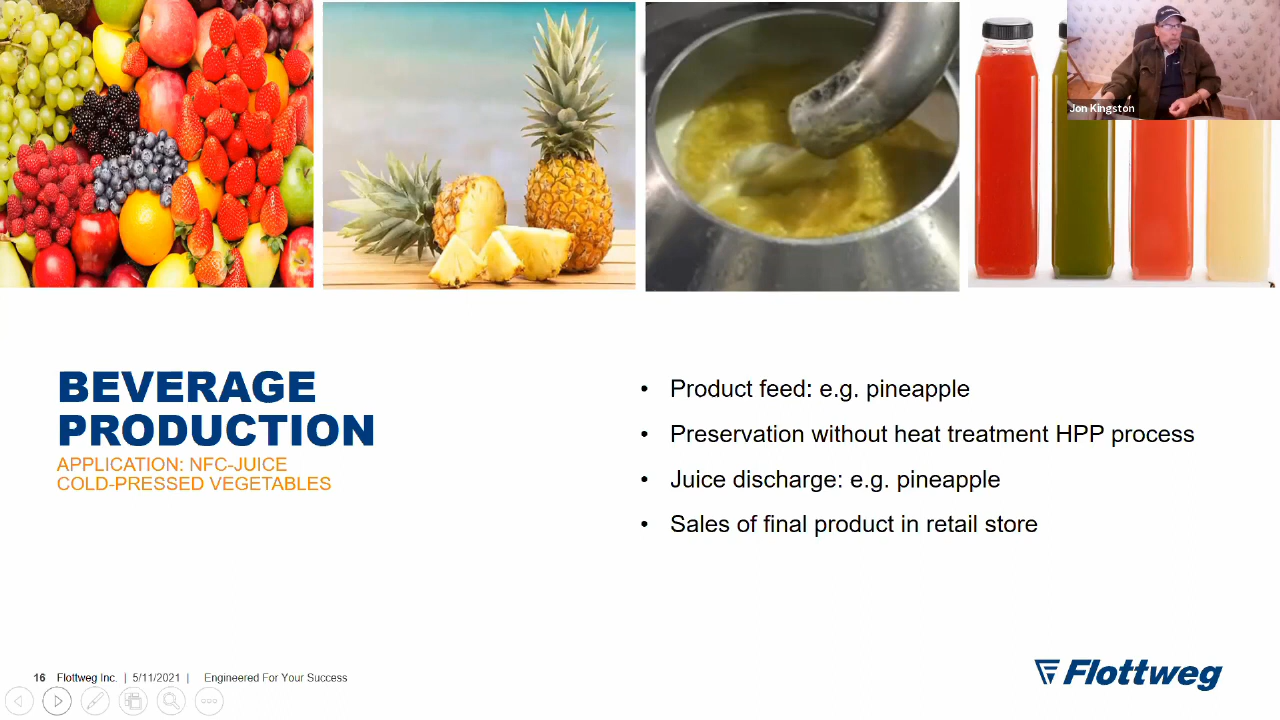 Jon Kingston
BEVERAGE
PRODUCTION
APPLICATION: NFC-JUICE
COLD-PRESSED VEGETABLES
• Product feed: e.g. pineapple
• Preservation without heat treatment HPP process
• Juice discharge: e.g. pineapple
• Sales of final product in retail store
16 Flottweg Inc. | 5/11/2021 | Engineered For Your Success
Flottweg